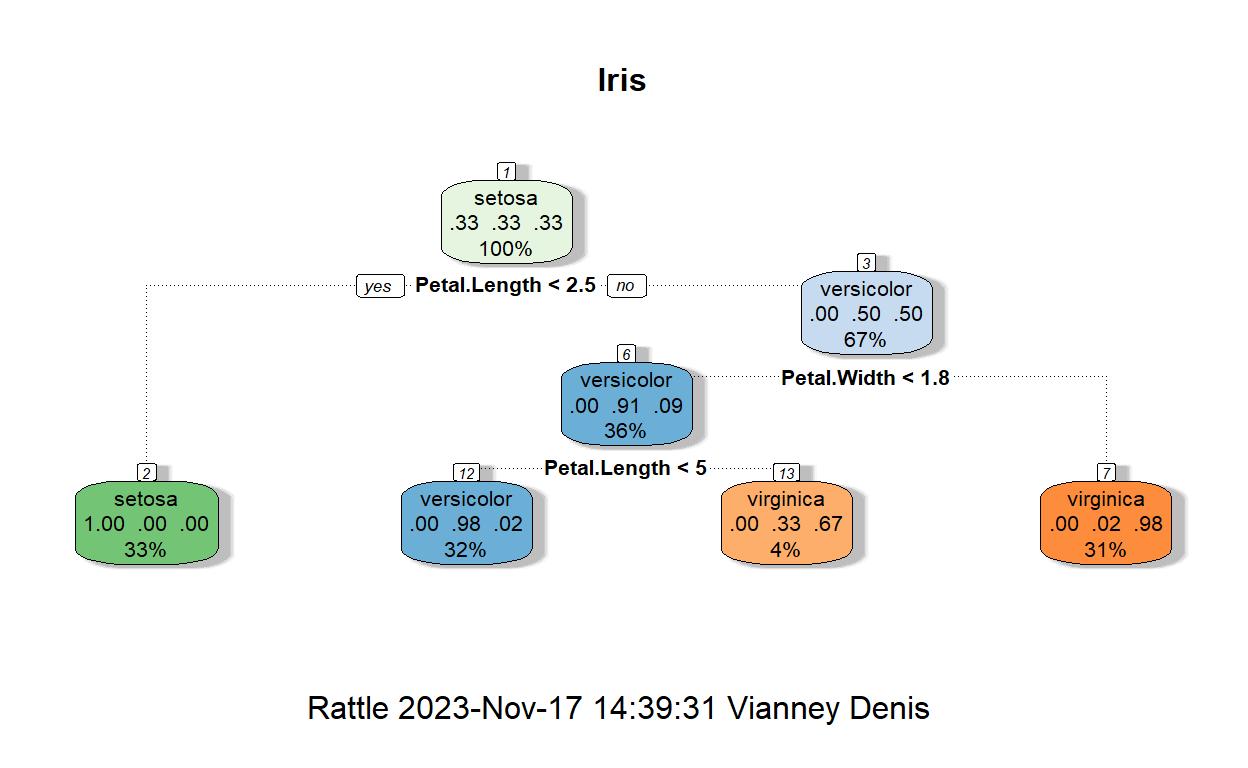 Iris
1
setosa
.33 .33 .33
100%
yes Petal.Length < 2.5 no
3
versicolor
.00 .50 .50
67%
Petal.Width < 1.8
6
versicolor
.00 .91 .09
36%
Petal.Length < 5
2
setosa
1.00 .00 .00
33%
12
versicolor
.00 .98 .02
32%
13
virginica
.00 .33 .67
4%
7
virginica
.00 .02 .98
31%
Rattle 2023-Nov-17 14:39:31 Vianney Denis